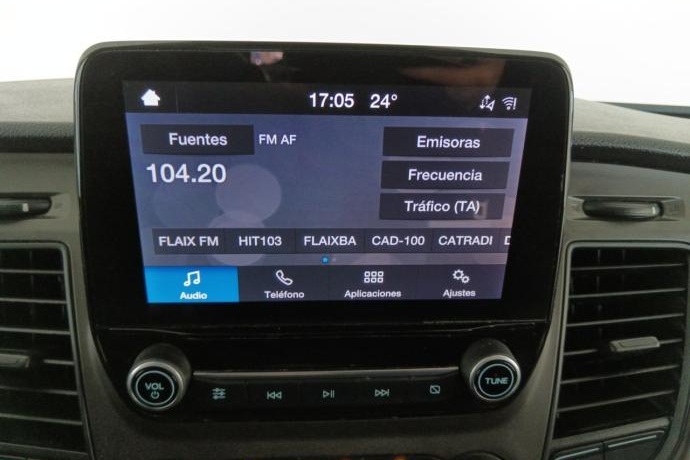 17:05 24°
Fuentes FM AF Emisoras
104.20 Frecuencia
Tráfico (TA)
FLAIX FM HIT103 FLAIXBA CAD-100 CATRADI D
Audio Teléfono Aplicaciones Ajustes
VOL TUNE